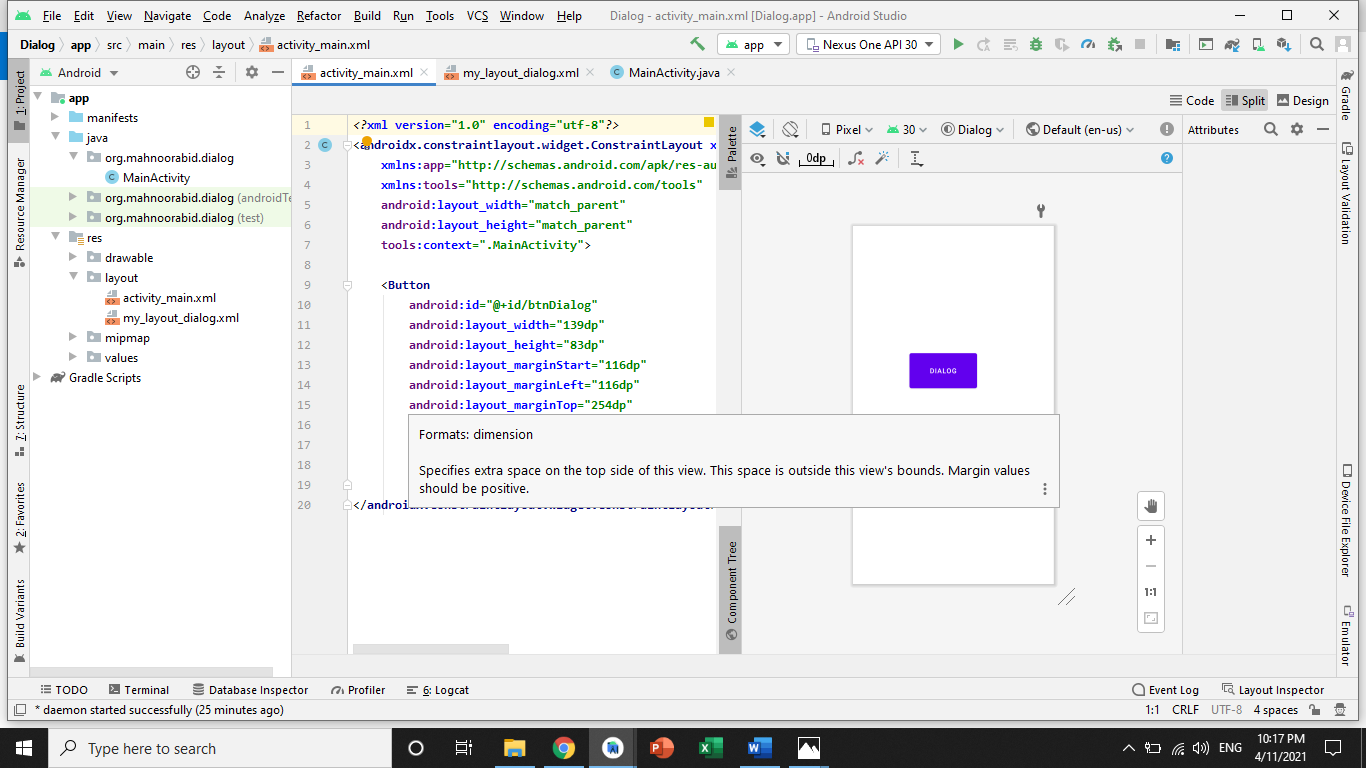 File Edit View Navigate Code Analyze Refactor Build Run Tools VCS Window Help Dialog - activity_main.xml [Dialog.app] - Android Studio
Dialog app src main res layout activity_main.xml app Nexus One API 30
1: Project
Resource Manager
7: Structure
2: Favorites
Build Variants
Android
app
manifests
java
org.mahnoorabid.dialog
MainActivity
org.mahnoorabid.dialog
org.mahnoorabid.dialog (test)
res
drawable
layout
activity_main.xml
my_layout_dialog.xml
mipmap
values
Gradle Scripts
activity_main.xml my_layout_dialog.xml MainActivity.java
Code Split Design
1 <?xml version="1.0" encoding="utf-8"?>
2 <androidx.constraintlayout.widget.ConstraintLayout x
3 xmlns:app="http://schemas.android.com/apk/res-au
4 xmlns:tools="http://schemas.android.com/tools"
5 android:layout_width="match_parent"
6 android:layout_height="match_parent"
7 tools:context=".MainActivity">
8
9 <Button
10 android:id="@+id/btnDialog"
11 android:layout_width="139dp"
12 android:layout_height="83dp"
13 android:layout_marginStart="116dp"
14 android:layout_marginLeft="116dp"
15 android:layout_marginTop="254dp"
16
17
18
19
20
Formats: dimension
Specifies extra space on the top side of this view. This space is outside this view's bounds. Margin values
should be positive.
Palette
Component Tree
Pixel 30 Dialog Default (en-us)
0dp
DIALOG
1:1
Attributes
Gradle
Layout Validation
Device File Explorer
Emulator
TODO Terminal Database Inspector Profiler 6: Logcat Event Log Layout Inspector
* daemon started successfully (25 minutes ago) 1:1 CRLF UTF-8 4 spaces
Type here to search
ENG 10:17 PM
4/11/2021